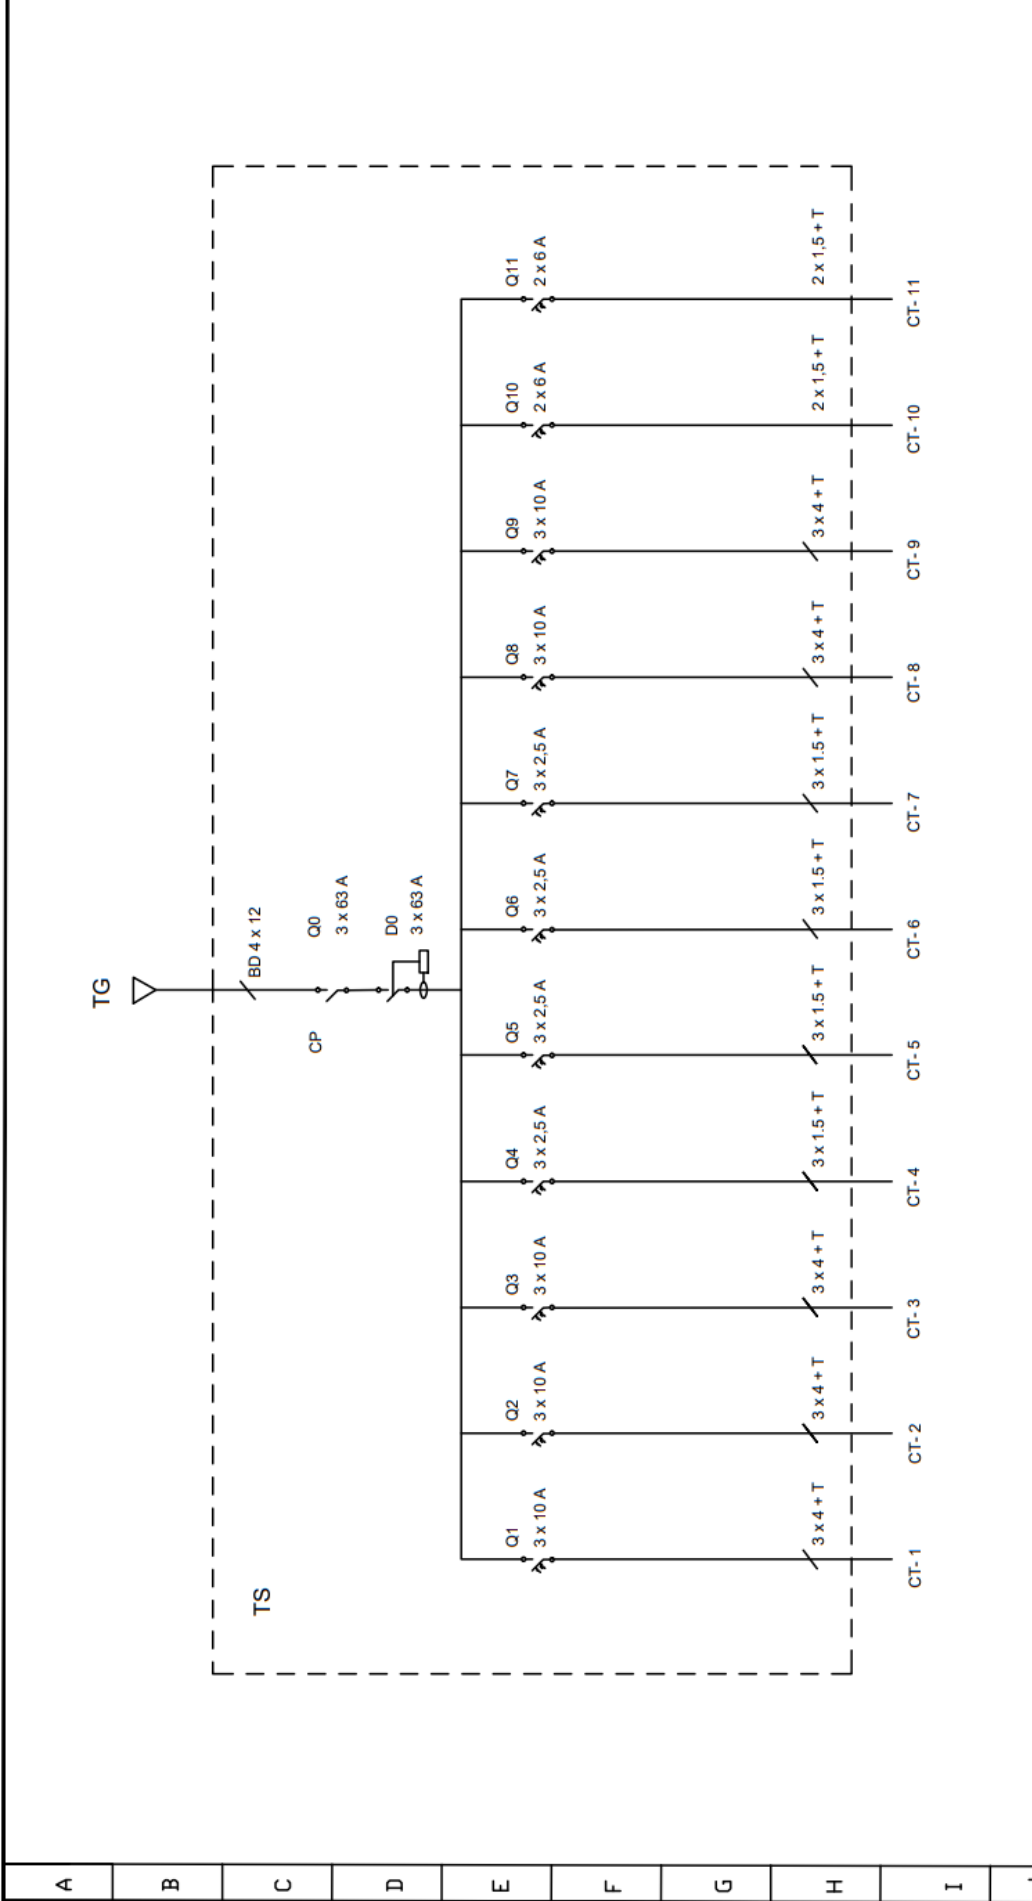 TG
BD 4 x 12
CP
Q0
3 x 63 A
D0
3 x 63 A
TS
Q1
3 x 10 A
Q2
3 x 10 A
Q3
3 x 10 A
Q4
3 x 2,5 A
Q5
3 x 2,5 A
Q6
3 x 2,5 A
Q7
3 x 2,5 A
Q8
3 x 10 A
Q9
3 x 10 A
Q10
2 x 6 A
Q11
2 x 6 A
3 x 4 + T
3 x 4 + T
3 x 4 + T
3 x 1.5 + T
3 x 1.5 + T
3 x 1.5 + T
3 x 1.5 + T
3 x 4 + T
3 x 4 + T
2 x 1,5 + T
2 x 1,5 + T
CT- 1
CT- 2
CT- 3
CT- 4
CT- 5
CT- 6
CT- 7
CT- 8
CT- 9
CT- 10
CT- 11
A
B
C
D
E
F
G
H
I